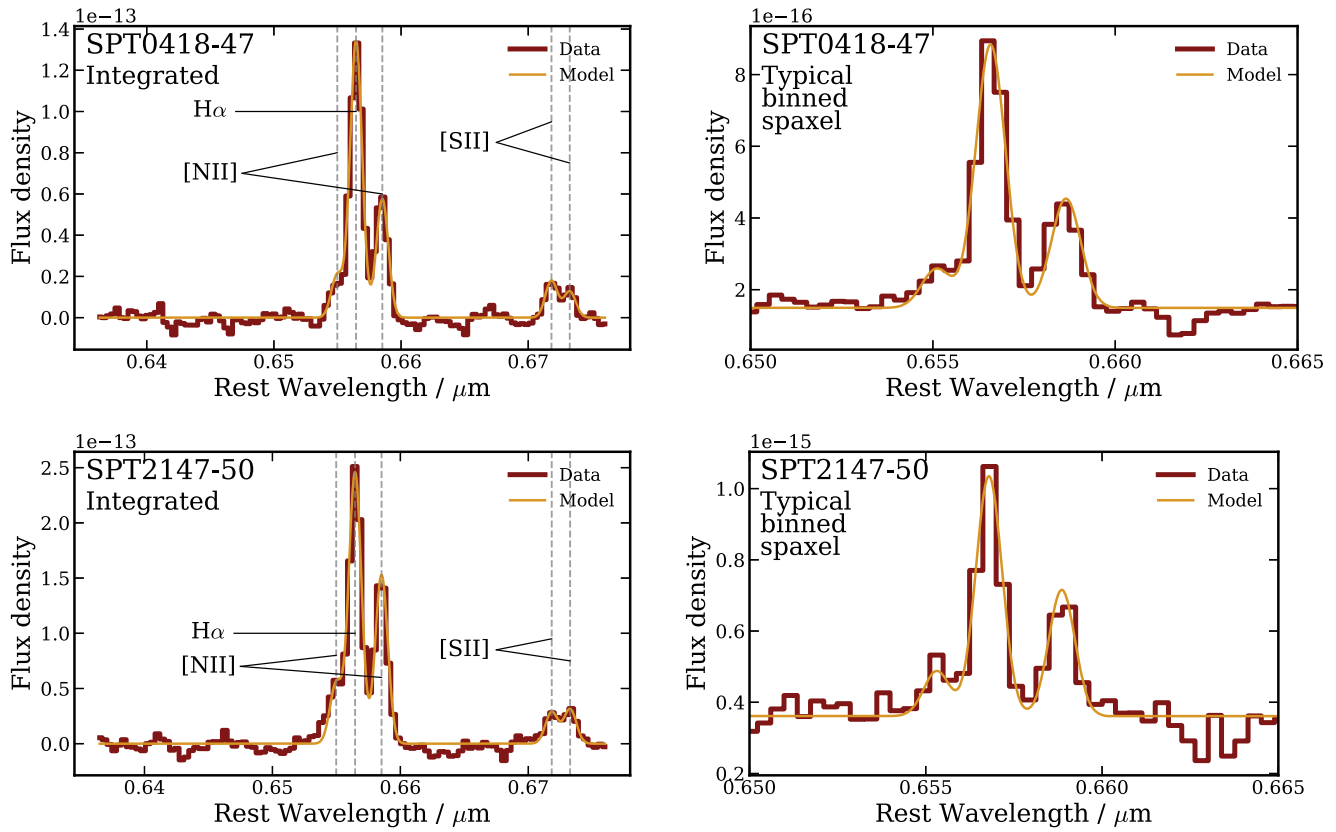 1e−13
SPT0418-47
Integrated
Data
Model
Hα
[NII]
[SII]
Flux density
1.4
1.2
1.0
0.8
0.6
0.4
0.2
0.0
0.64
0.65
0.66
0.67
Rest Wavelength / μm
1e−16
SPT0418-47
Typical
binned
spaxel
Data
Model
Flux density
8
6
4
2
0.650
0.655
0.660
0.665
Rest Wavelength / μm
1e−13
SPT2147-50
Integrated
Data
Model
Hα
[NII]
[SII]
Flux density
2.5
2.0
1.5
1.0
0.5
0.0
0.64
0.65
0.66
0.67
Rest Wavelength / μm
1e−15
SPT2147-50
Typical
binned
spaxel
Data
Model
Flux density
1.0
0.8
0.6
0.4
0.2
0.650
0.655
0.660
0.665
Rest Wavelength / μm